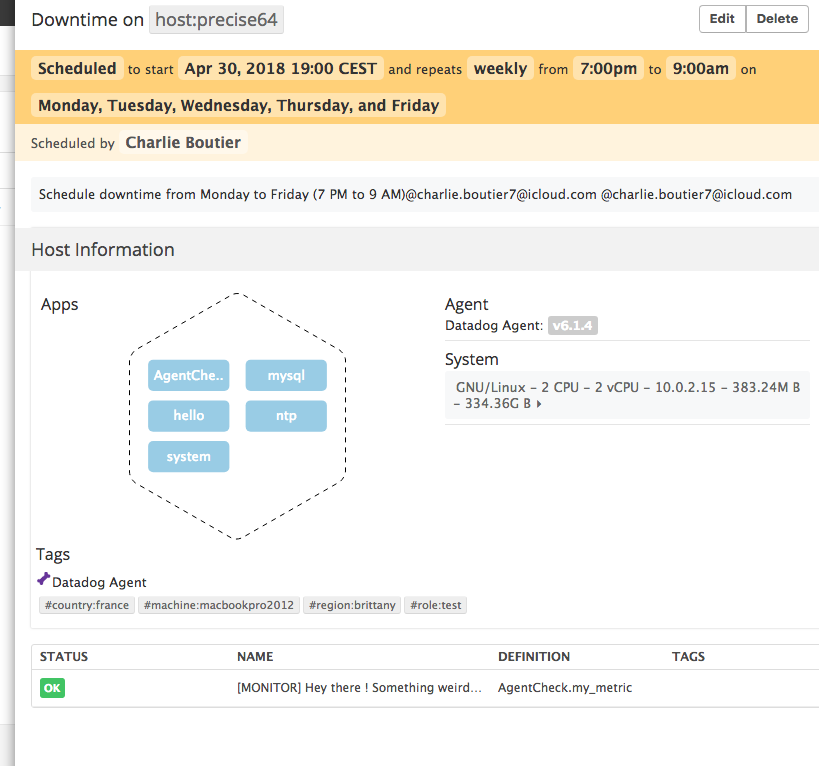 Downtime on host:precise64
Edit Delete
Scheduled to start Apr 30, 2018 19:00 CEST and repeats weekly from 7:00pm to 9:00am on
Monday, Tuesday, Wednesday, Thursday, and Friday
Scheduled by Charlie Boutier
Schedule downtime from Monday to Friday (7 PM to 9 AM)@charlie.boutier7@icloud.com @charlie.boutier7@icloud.com
Host Information
Apps
AgentChe.. mysql
hello ntp
system
Agent
Datadog Agent: v6.1.4
System
GNU/Linux – 2 CPU – 2 vCPU – 10.0.2.15 – 383.24M B
– 334.36G B
Tags
Datadog Agent
#country:france #machine:macbookpro2012 #region:brittany #role:test
STATUS NAME DEFINITION TAGS
OK [MONITOR] Hey there ! Something weird... AgentCheck.my_metric